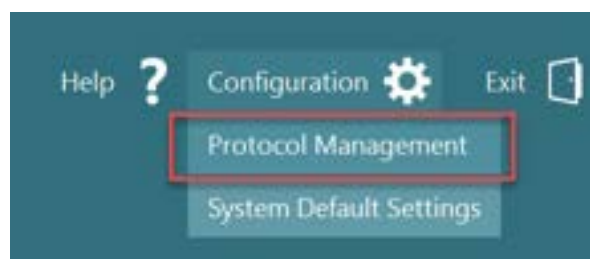 Help ? Configuration Exit
Protocol Management
System Default Settings